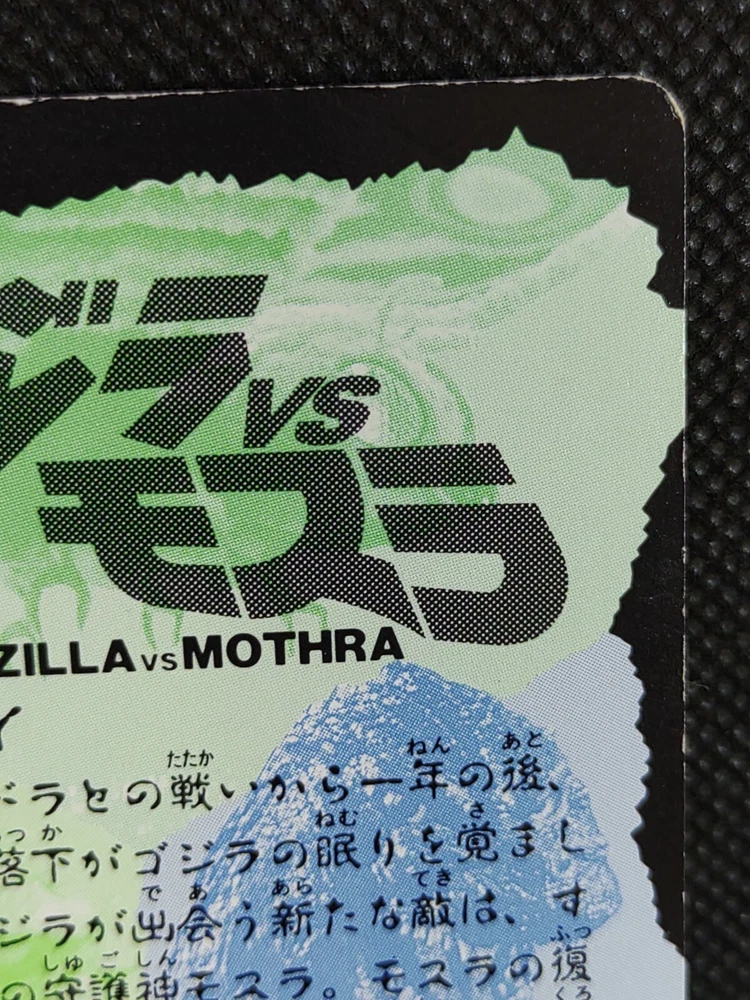 ジラvs
モスラ
ZILLA VS MOTHRA
イ
ドラとの戦いから一年の後、
落下がゴジラの眠りを覚まし
ジラが出会う新たな敵は、す
の守護神モスラ。モスラの復